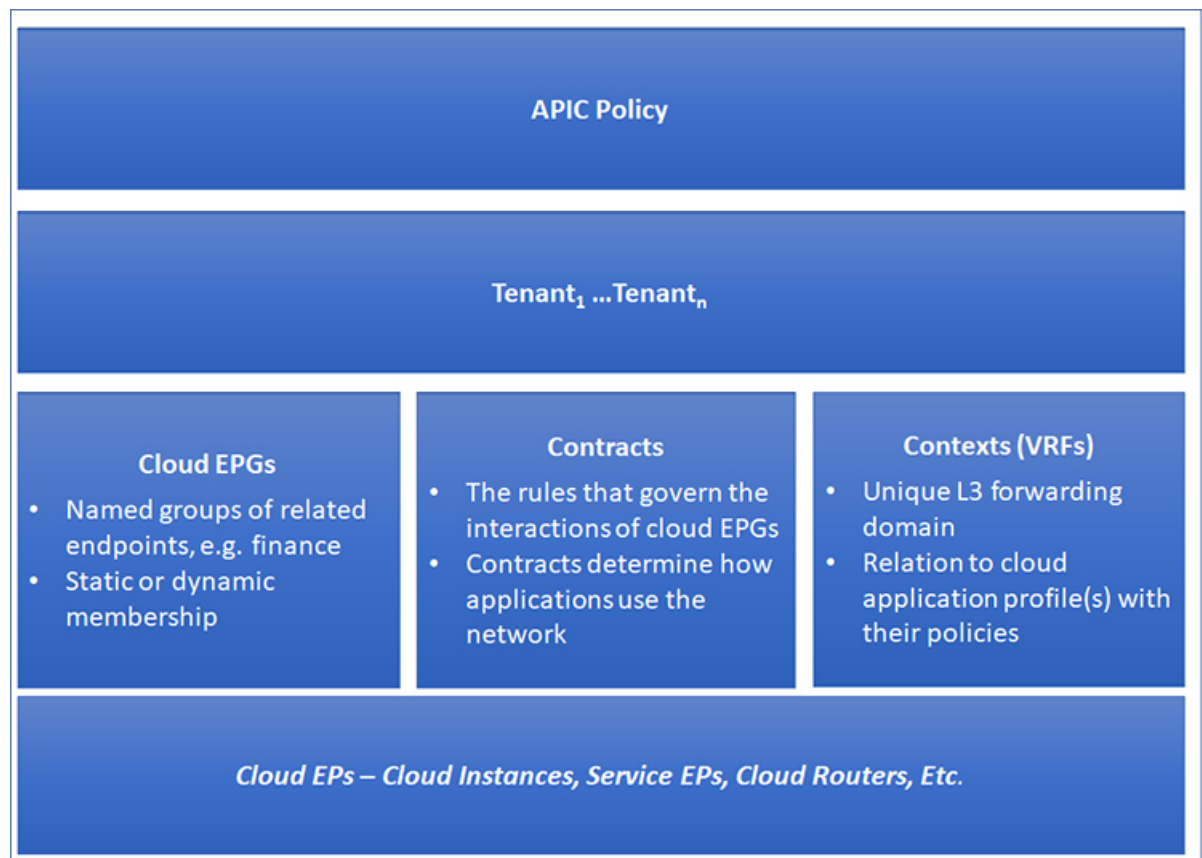 APIC Policy
Tenant₁ …Tenantₙ
Cloud EPGs
• Named groups of related
endpoints, e.g. finance
• Static or dynamic
membership
Contracts
• The rules that govern the
interactions of cloud EPGs
• Contracts determine how
applications use the
network
Contexts (VRFs)
• Unique L3 forwarding
domain
• Relation to cloud
application profile(s) with
their policies
Cloud EPs – Cloud Instances, Service EPs, Cloud Routers, Etc.